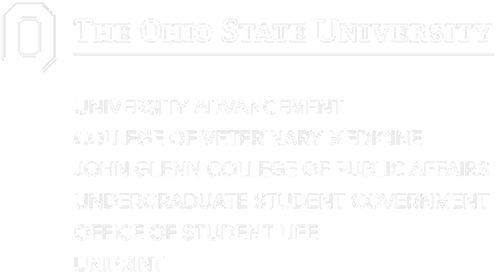 THE OHIO STATE UNIVERSITY
UNIVERSITY ADVANCEMENT
COLLEGE OF VETERINARY MEDICINE
JOHN GLENN COLLEGE OF PUBLIC AFFAIRS
UNDERGRADUATE STUDENT GOVERNMENT
OFFICE OF STUDENT LIFE
UNIPRINT